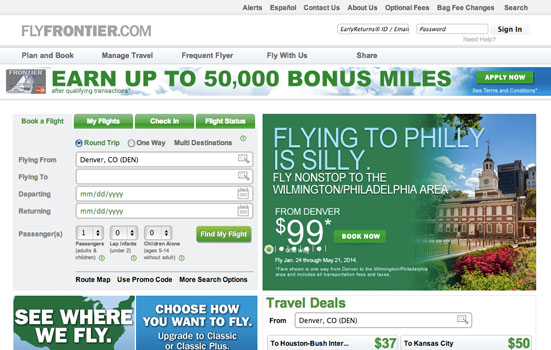 Alerts Español Contact Us About Us Optional Fees Bag Fee Changes Search
FLYFRONTIER.COM
EarlyReturns® ID / Email Password Sign In
Need Help?
Plan and Book Manage Travel Frequent Flyer Fly With Us Share
FRONTIER
EARN UP TO 50,000 BONUS MILES
after qualifying transactions*
APPLY NOW
See Terms and Conditions*
Book a Flight My Flights Check In Flight Status
Round Trip One Way Multi Destinations
Flying From Denver, CO (DEN)
Flying To
Departing mm/dd/yyyy
Returning mm/dd/yyyy
Passenger(s) 1 0 0
Passengers (adults & children)
Lap Infants (under 2)
Children Alone (ages 5-14 without adult)
Find My Flight
Route Map Use Promo Code More Search Options
FLYING TO PHILLY
IS SILLY.
FLY NONSTOP TO THE
WILMINGTON/PHILADELPHIA AREA
FROM DENVER
$99*
BOOK NOW
Fly Jan. 24 through May 21, 2014.
*Fare shown is one way from Denver to the Wilmington/Philadelphia
area and includes all transportation fees and taxes.
SEE WHERE
WE FLY.
CHOOSE HOW
YOU WANT TO FLY.
Upgrade to Classic
or Classic Plus.
Travel Deals
From Denver, CO (DEN)
To Houston-Bush Inter... $37
To Kansas City $50